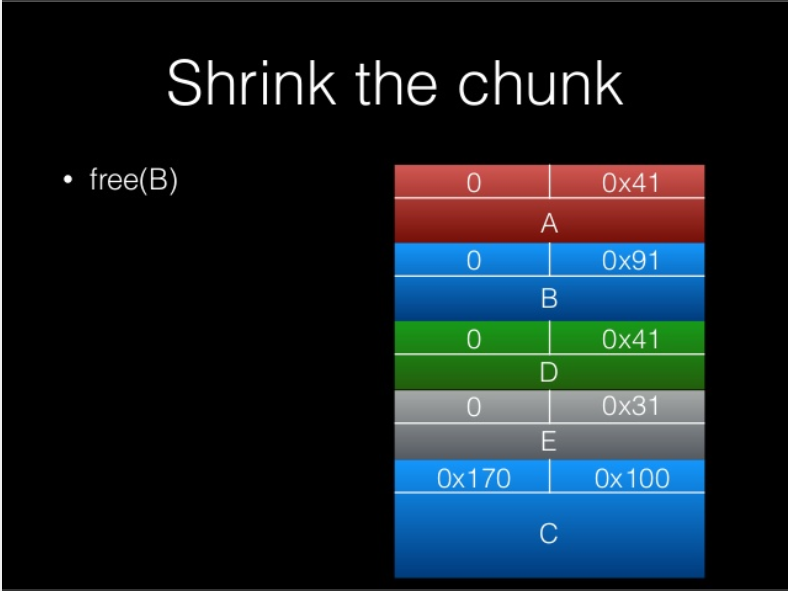 Shrink the chunk
• free(B)
0 0x41
A
0 0x91
B
0 0x41
D
0 0x31
E
0x170 0x100
C